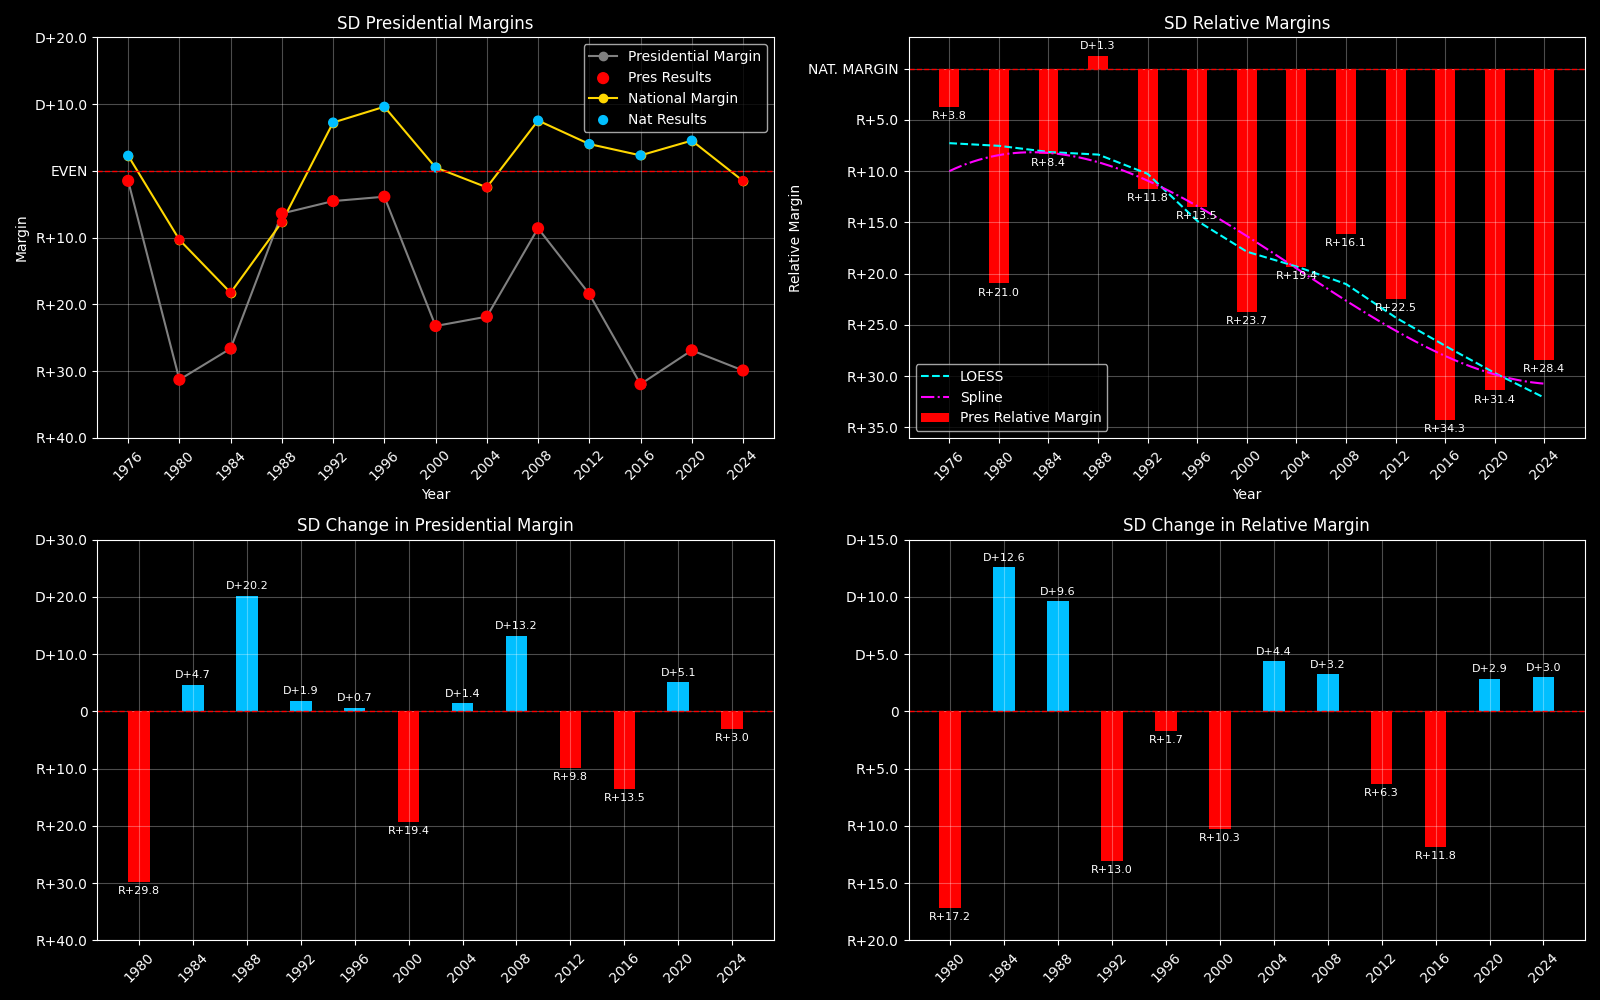 SD Presidential Margins
D+20.0
D+10.0
EVEN
R+10.0
R+20.0
R+30.0
R+40.0
Margin
Presidential Margin
Pres Results
National Margin
Nat Results
1976
1980
1984
1988
1992
1996
2000
2004
2008
2012
2016
2020
2024
Year
SD Relative Margins
NAT. MARGIN
R+5.0
R+10.0
R+15.0
R+20.0
R+25.0
R+30.0
R+35.0
Relative Margin
R+3.8
R+21.0
R+8.4
D+1.3
R+11.8
R+13.5
R+23.7
R+19.4
R+16.1
R+22.5
R+34.3
R+31.4
R+28.4
LOESS
Spline
Pres Relative Margin
1976
1980
1984
1988
1992
1996
2000
2004
2008
2012
2016
2020
2024
Year
SD Change in Presidential Margin
D+30.0
D+20.0
D+10.0
0
R+10.0
R+20.0
R+30.0
R+40.0
R+29.8
D+4.7
D+20.2
D+1.9
D+0.7
R+19.4
D+1.4
D+13.2
R+9.8
R+13.5
D+5.1
R+3.0
1980
1984
1988
1992
1996
2000
2004
2008
2012
2016
2020
2024
SD Change in Relative Margin
D+15.0
D+10.0
D+5.0
0
R+5.0
R+10.0
R+15.0
R+20.0
R+17.2
D+12.6
D+9.6
R+13.0
R+1.7
R+10.3
D+4.4
D+3.2
R+6.3
R+11.8
D+2.9
D+3.0
1980
1984
1988
1992
1996
2000
2004
2008
2012
2016
2020
2024